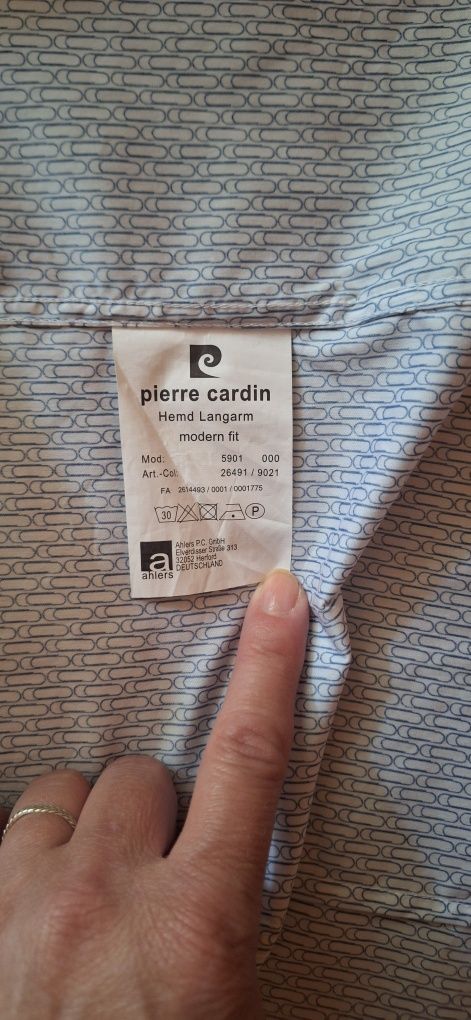 pierre cardin
Hemd Langarm
modern fit
Mod: 5901 000
Art.-Col: 26491 / 9021
FA 2614493 / 0001 / 0001775
30 P
Ahlers P.C. GmbH
Elverdisser Straße 313
32052 Herford
DEUTSCHLAND
a
ahlers